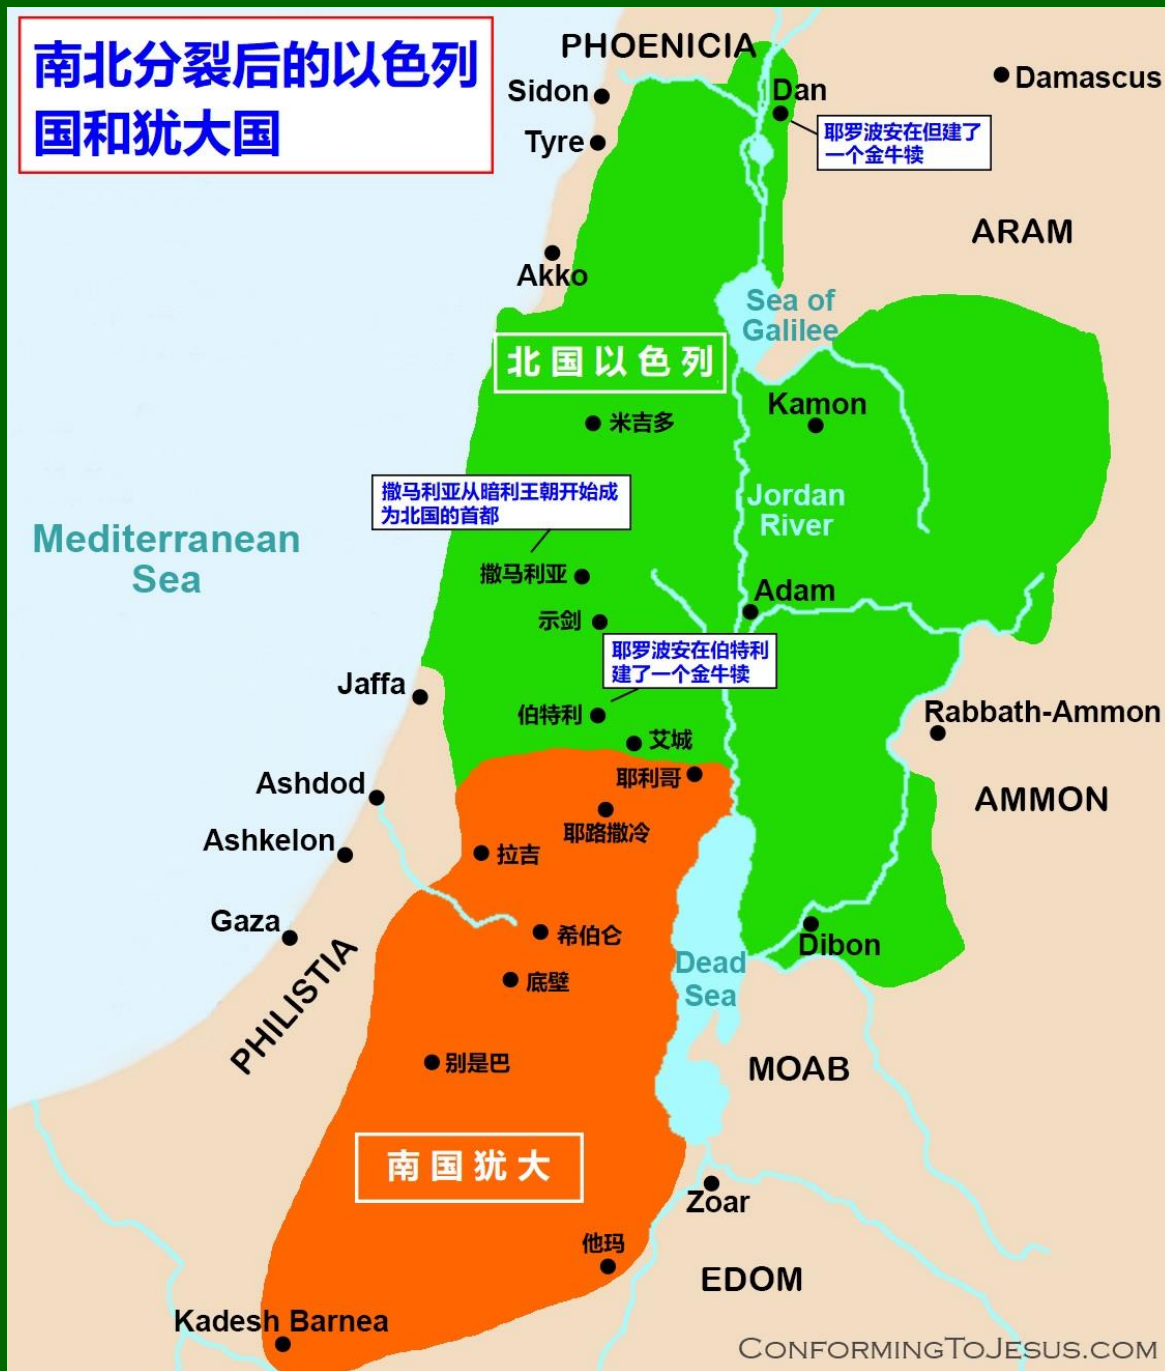 南北分裂后的以色列
国和犹大国
PHOENICIA
Sidon
Dan
Damascus
Tyre
耶罗波安在但建了
一个金牛犊
ARAM
Akko
Sea of
Galilee
北国以色列
Kamon
米吉多
撒马利亚从暗利王朝开始成
为北国的首都
Jordan
River
Mediterranean
Sea
撒马利亚
Adam
示剑
耶罗波安在伯特利
建了一个金牛犊
Jaffa
伯特利
Rabbath-Ammon
艾城
耶利哥
Ashdod
AMMON
耶路撒冷
Ashkelon
拉吉
Gaza
希伯仑
Dibon
Dead
Sea
底壁
PHILISTIA
别是巴
MOAB
南国犹大
Zoar
他玛
EDOM
Kadesh Barnea
CONFORMINGTOJESUS.COM